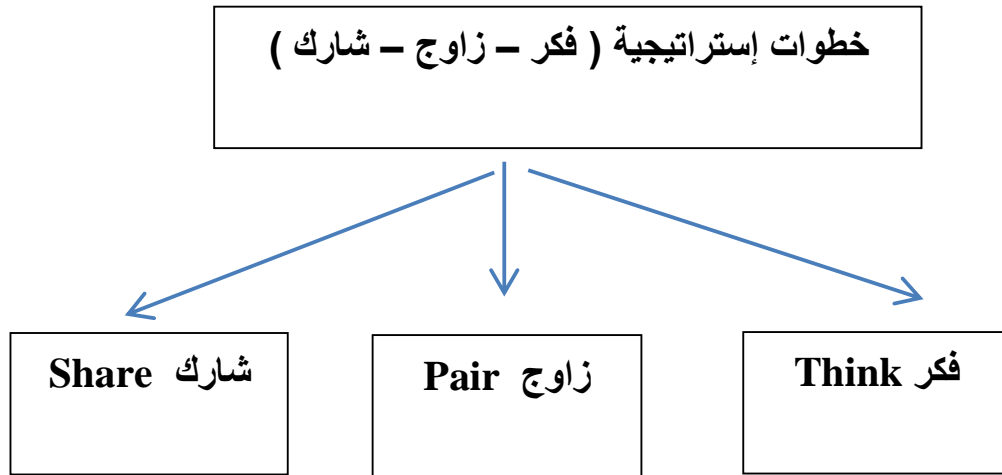 خطوات إستراتيجية ( فكر – زاوج – شارك )
فكر Think
زاوج Pair
شارك Share